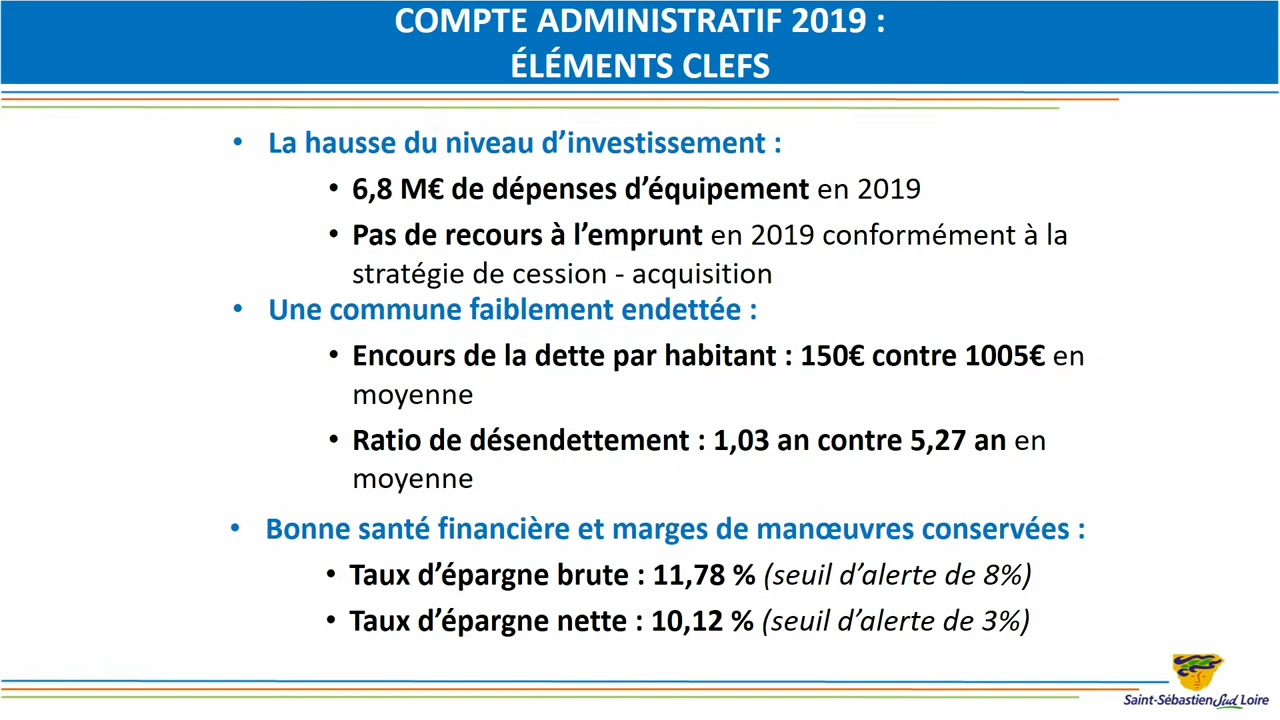 COMPTE ADMINISTRATIF 2019 :
ÉLÉMENTS CLEFS
• La hausse du niveau d’investissement :
• 6,8 M€ de dépenses d’équipement en 2019
• Pas de recours à l’emprunt en 2019 conformément à la
stratégie de cession - acquisition
• Une commune faiblement endettée :
• Encours de la dette par habitant : 150€ contre 1005€ en
moyenne
• Ratio de désendettement : 1,03 an contre 5,27 an en
moyenne
• Bonne santé financière et marges de manœuvres conservées :
• Taux d’épargne brute : 11,78 % (seuil d’alerte de 8%)
• Taux d’épargne nette : 10,12 % (seuil d’alerte de 3%)
Saint-Sébastien Sud Loire